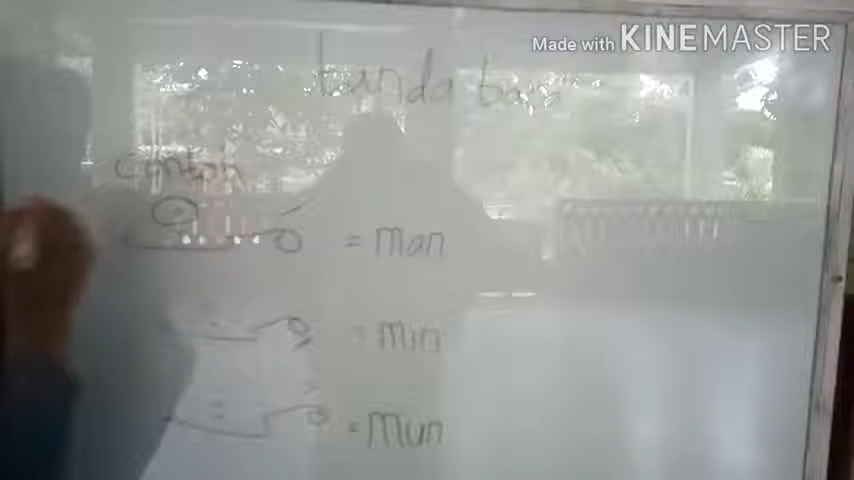 Made with KINEMASTER
tanda baca
contoh
مَنْ = man
مِنْ = min
مُنْ = mun